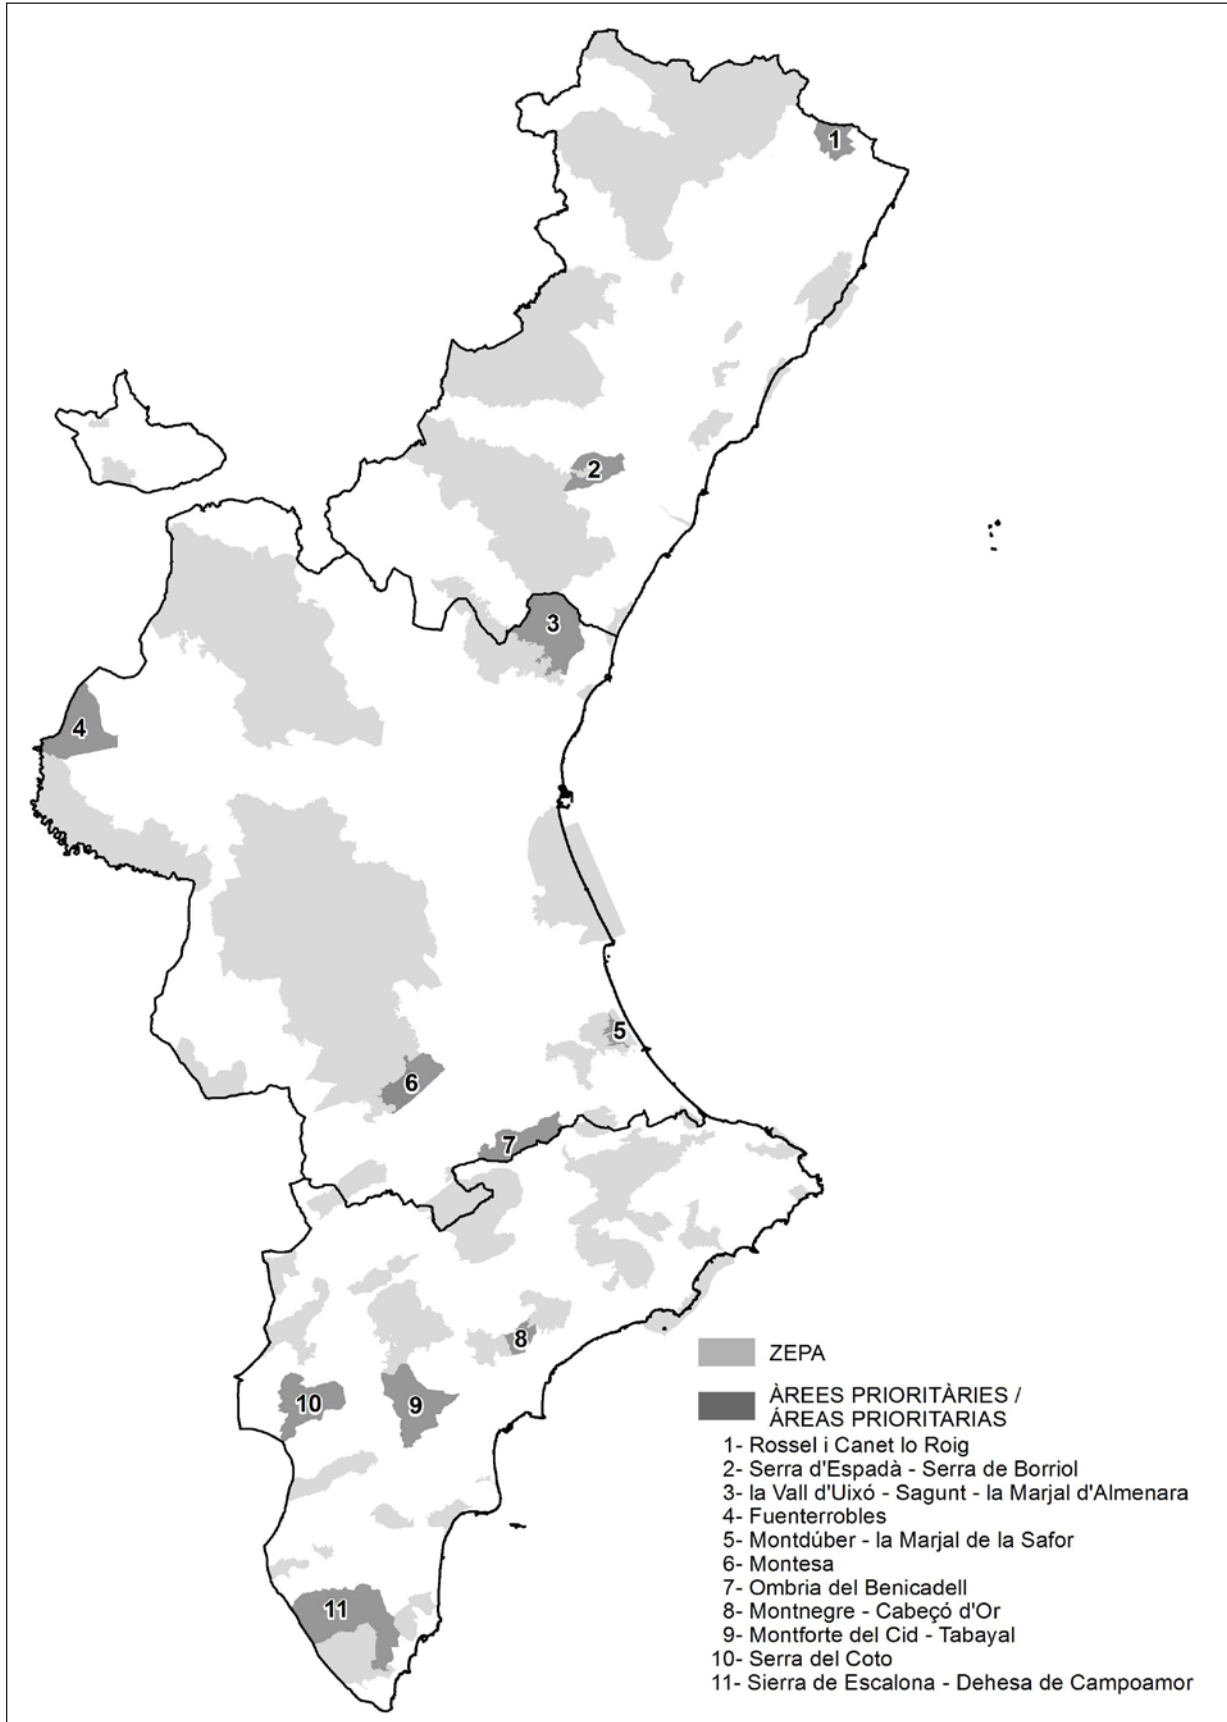 1
2
3
4
5
6
7
8
9
10
11
ZEPA
ÀREES PRIORITÀRIES /
ÁREAS PRIORITARIAS
1- Rossel i Canet lo Roig
2- Serra d'Espadà - Serra de Borriol
3- la Vall d'Uixó - Sagunt - la Marjal d'Almenara
4- Fuenterrobles
5- Montdúber - la Marjal de la Safor
6- Montesa
7- Ombria del Benicadell
8- Montnegre - Cabeçó d'Or
9- Montforte del Cid - Tabayal
10- Serra del Coto
11- Sierra de Escalona - Dehesa de Campoamor